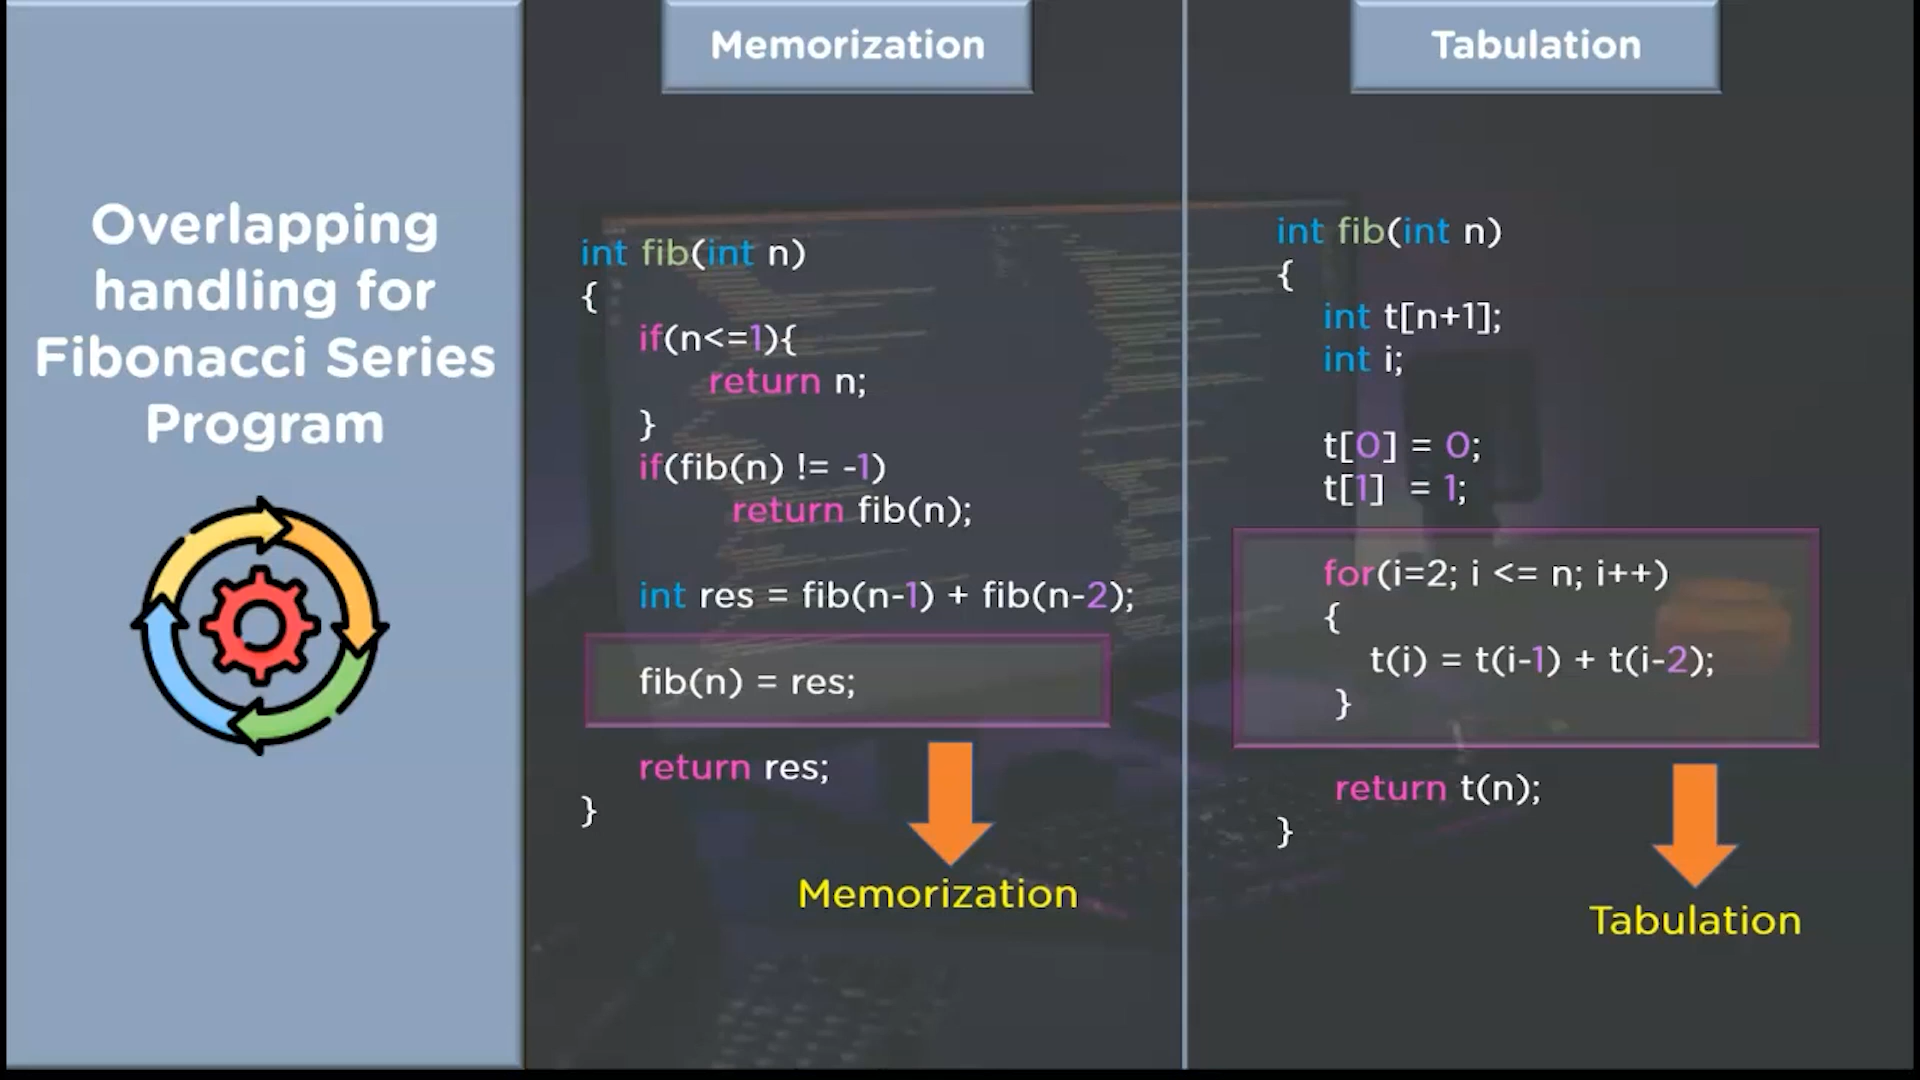 Overlapping
handling for
Fibonacci Series
Program
Memorization
int fib(int n)
{
if(n<=1){
return n;
}
if(fib(n) != -1)
return fib(n);
int res = fib(n-1) + fib(n-2);
fib(n) = res;
return res;
}
Memorization
Tabulation
int fib(int n)
{
int t[n+1];
int i;
t[0] = 0;
t[1] = 1;
for(i=2; i <= n; i++)
{
t(i) = t(i-1) + t(i-2);
}
return t(n);
}
Tabulation